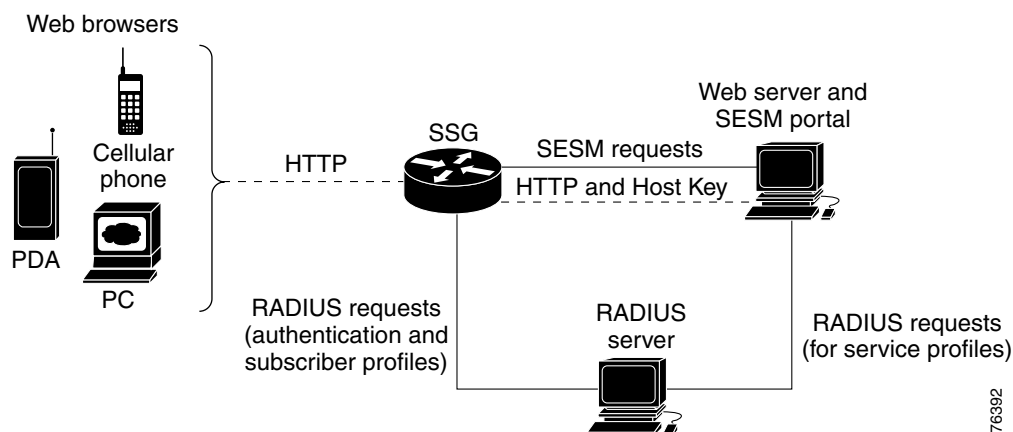 Web browsers
Cellular
phone
PDA
PC
HTTP
SSG
SESM requests
HTTP and Host Key
Web server and
SESM portal
RADIUS requests
(authentication and
subscriber profiles)
RADIUS
server
RADIUS requests
(for service profiles)
76392